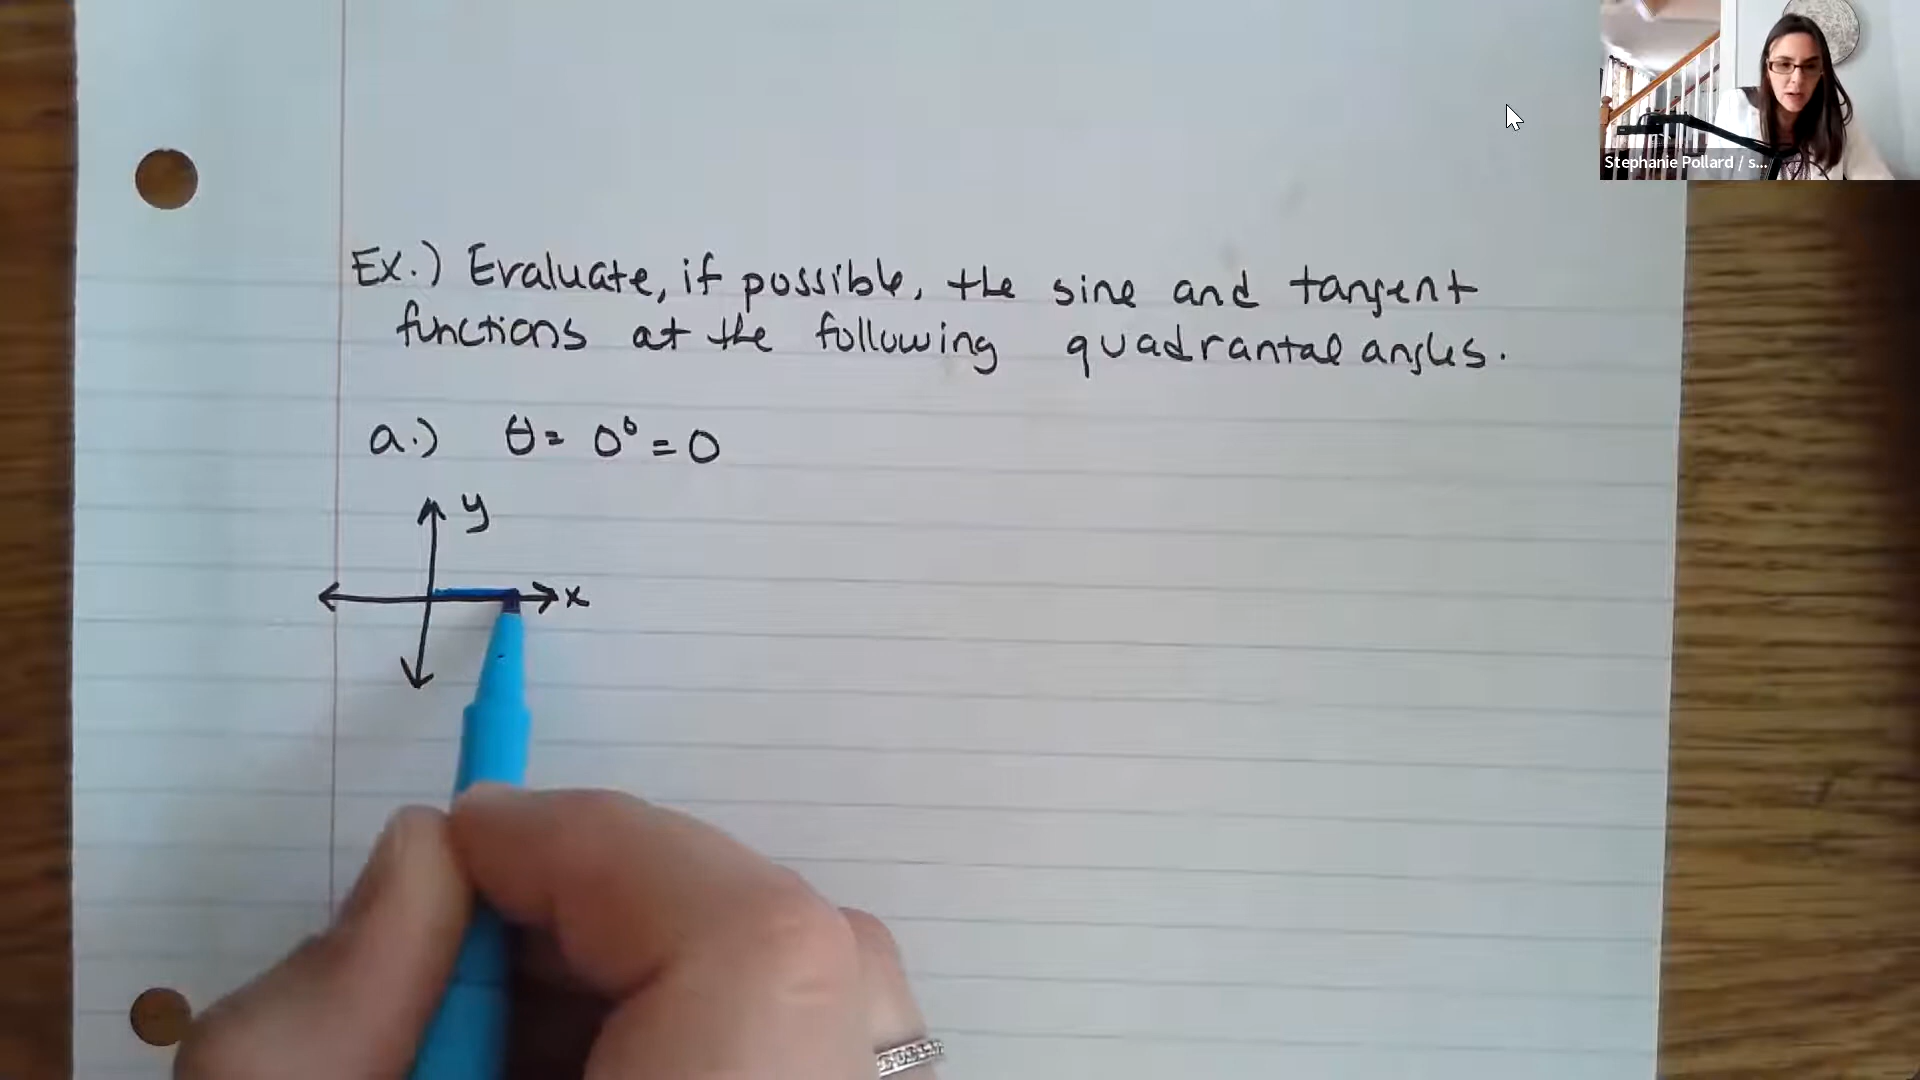 Stephanie Pollard / s...
Ex.) Evaluate, if possible, the sine and tangent
functions at the following quadrantal angles.
a.) θ = 0° = 0
y
x